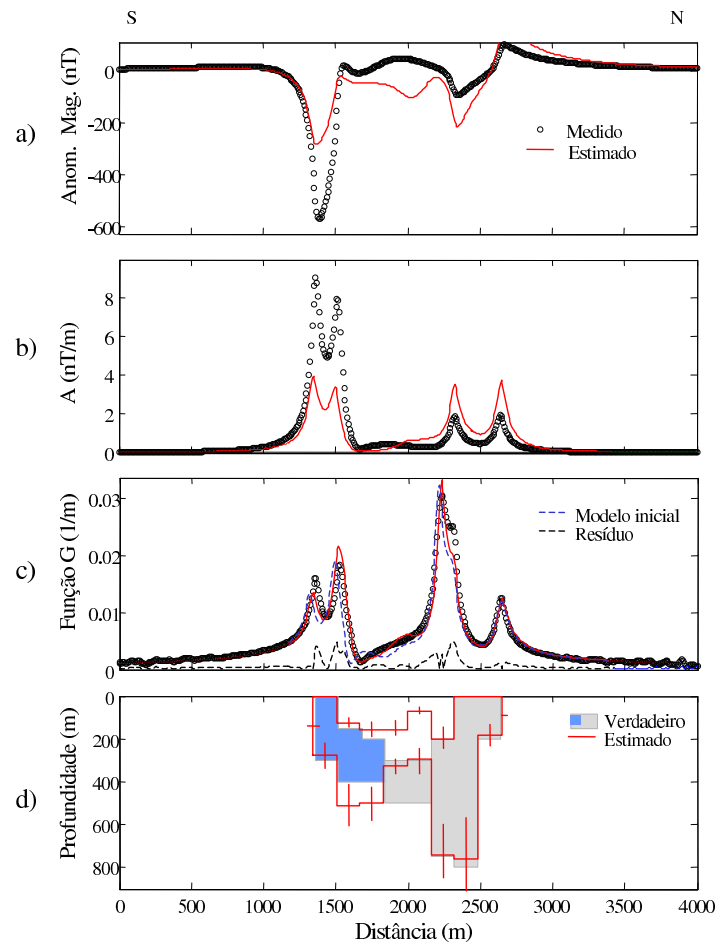 S
N
a)
Anom. Mag. (nT)
0
-200
-400
-600
Medido
Estimado
b)
A (nT/m)
8
6
4
2
0
c)
Função G (1/m)
0.03
0.02
0.01
0
Modelo inicial
Resíduo
d)
Profundidade (m)
0
200
400
600
800
Verdadeiro
Estimado
0
500
1000
1500
2000
2500
3000
3500
4000
Distância (m)